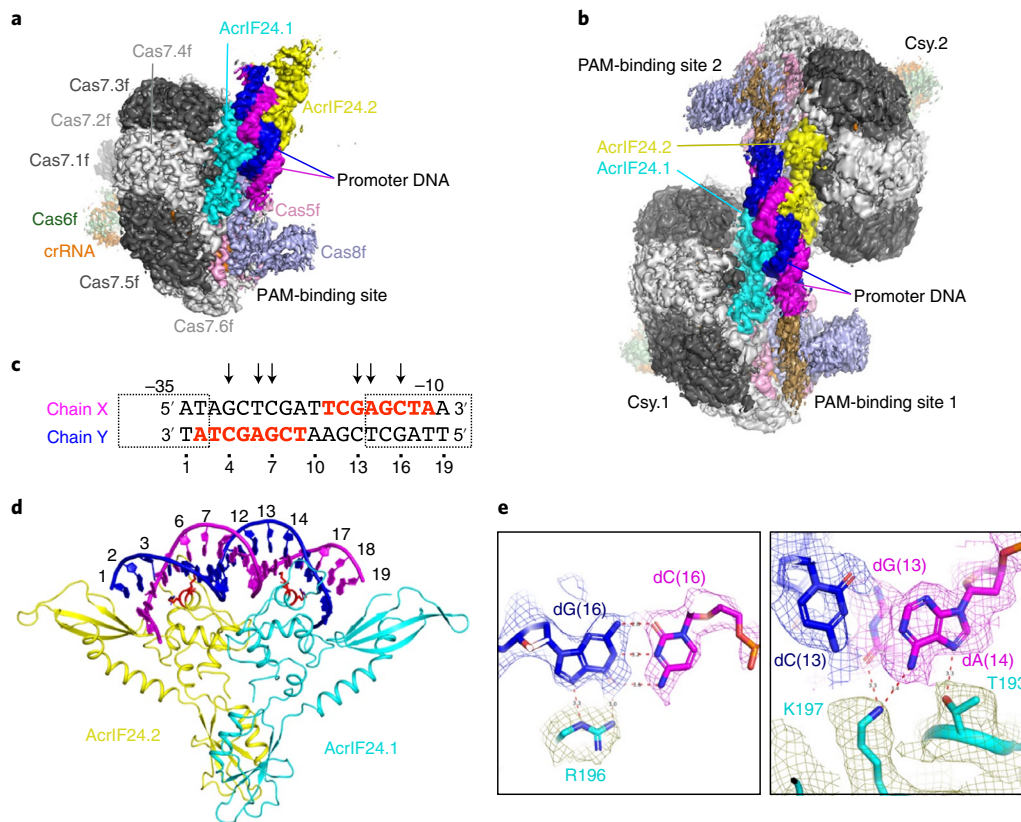 a
AcrIF24.1
Cas7.4f
Cas7.3f
Cas7.2f
AcrIF24.2
Cas7.1f
Promoter DNA
Cas6f
Cas5f
crRNA
Cas8f
Cas7.5f
PAM-binding site
Cas7.6f
b
Csy.2
PAM-binding site 2
AcrIF24.2
AcrIF24.1
Promoter DNA
Csy.1
PAM-binding site 1
c
–35 –10
Chain X 5′ ATAGCTCGATTCGAGCTAA 3′
Chain Y 3′ TATCGAGCTAAGCTCGATT 5′
1 4 7 10 13 16 19
d
1 2 3 6 7 12 13 14 17 18 19
AcrIF24.2
AcrIF24.1
e
dC(16)
dG(16)
R196
dG(13)
dC(13)
dA(14)
T193
K197